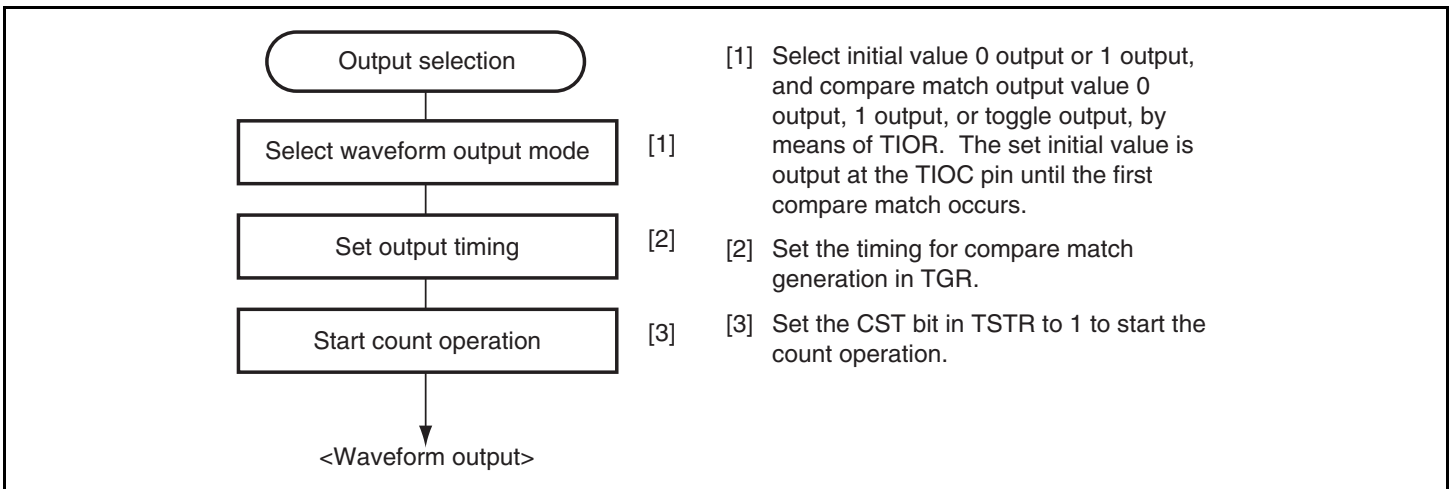 Output selection
Select waveform output mode
[1]
Set output timing
[2]
Start count operation
[3]
<Waveform output>
[1] Select initial value 0 output or 1 output,
and compare match output value 0
output, 1 output, or toggle output, by
means of TIOR. The set initial value is
output at the TIOC pin until the first
compare match occurs.
[2] Set the timing for compare match
generation in TGR.
[3] Set the CST bit in TSTR to 1 to start the
count operation.